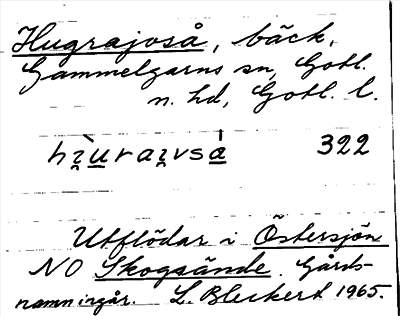 Hugrajoså, bäck,
Gammelgarns sn, Gotl.
n. hd, Gotl. l.
322
Utflödar i Östersjön
NO Skogsände. Gårds-
namn ingår. L. Bleckert 1965.